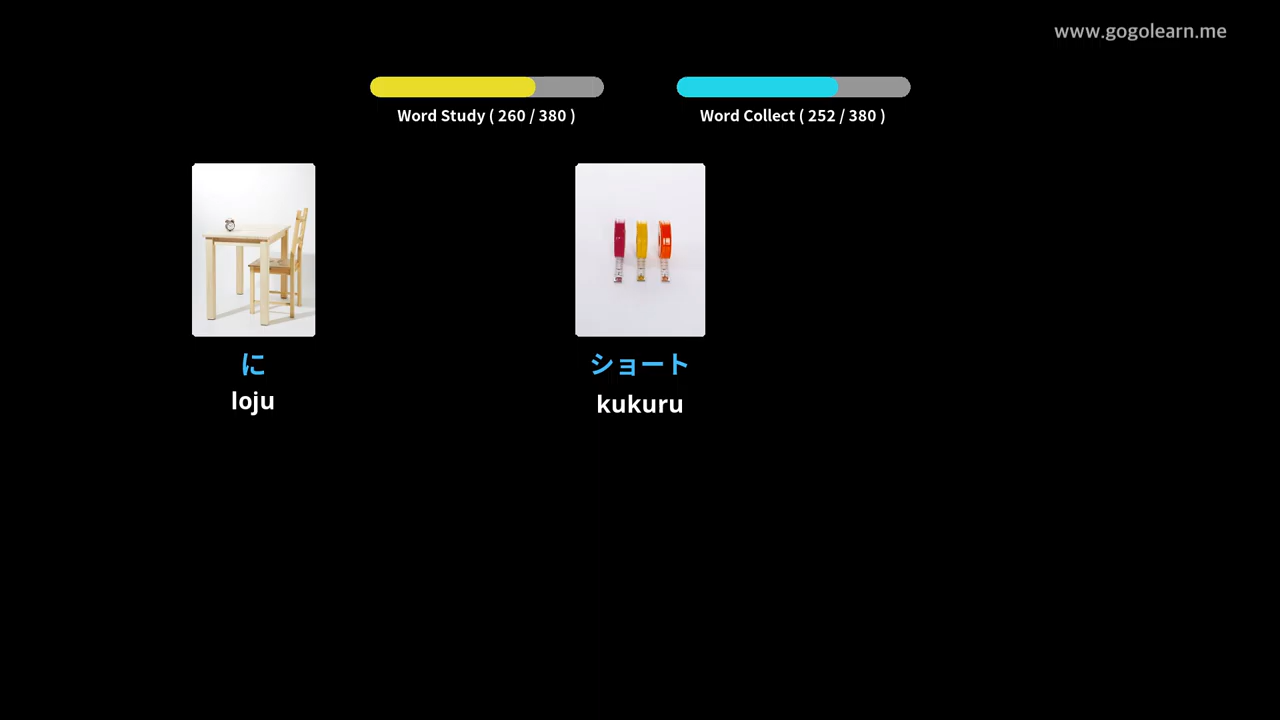 www.gogolearn.me
Word Study ( 260 / 380 )
Word Collect ( 252 / 380 )
に
loju
ショート
kukuru